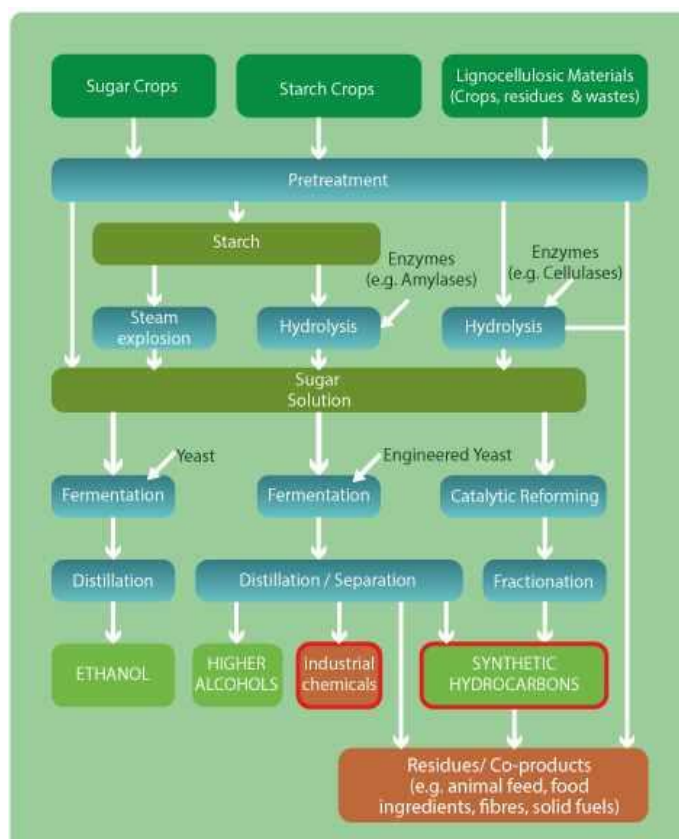 Sugar Crops
Starch Crops
Lignocellulosic Materials
(Crops, residues & wastes)
Pretreatment
Starch
Enzymes
(e.g. Amylases)
Enzymes
(e.g. Cellulases)
Steam
explosion
Hydrolysis
Hydrolysis
Sugar
Solution
Yeast
Engineered Yeast
Fermentation
Fermentation
Catalytic Reforming
Distillation
Distillation / Separation
Fractionation
ETHANOL
HIGHER
ALCOHOLS
Industrial
chemicals
SYNTHETIC
HYDROCARBONS
Residues/ Co-products
(e.g. animal feed, food
ingredients, fibres, solid fuels)